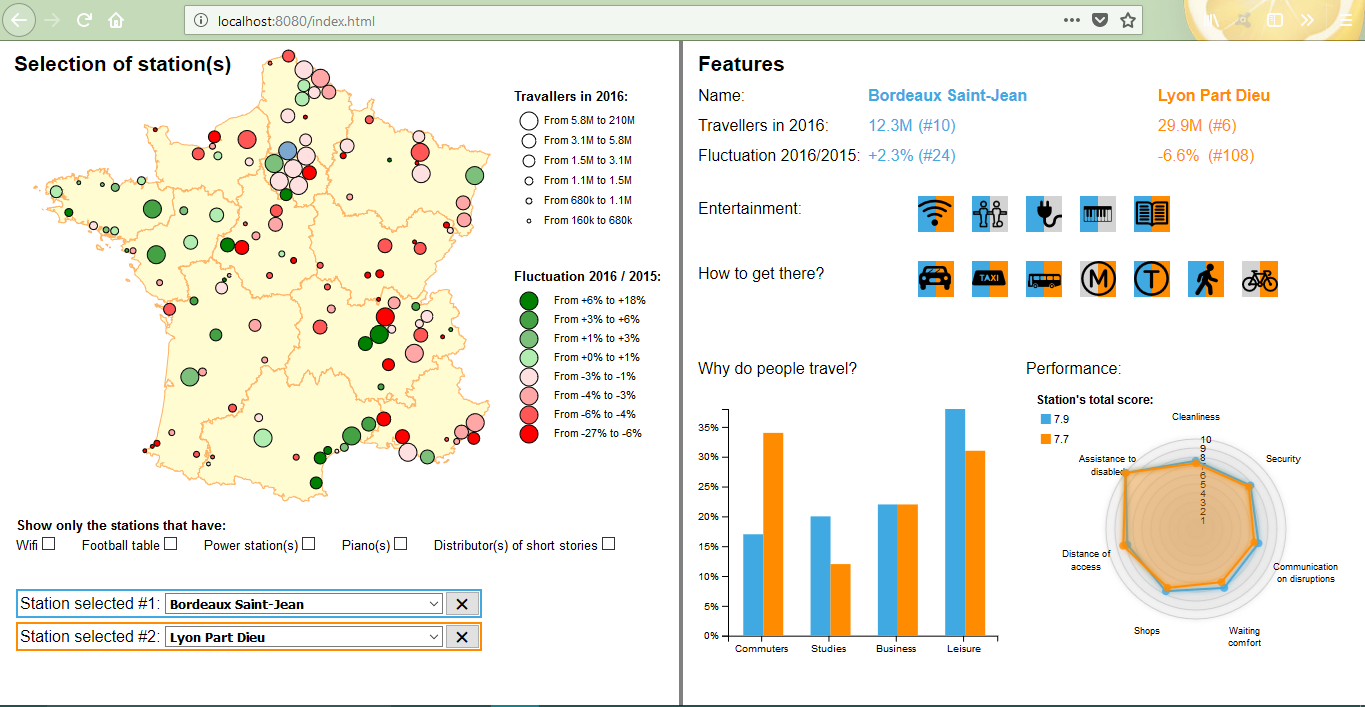 localhost:8080/index.html
Selection of station(s)
Travallers in 2016:
From 5.8M to 210M
From 3.1M to 5.8M
From 1.5M to 3.1M
From 1.1M to 1.5M
From 680k to 1.1M
From 160k to 680k
Fluctuation 2016 / 2015:
From +6% to +18%
From +3% to +6%
From +1% to +3%
From +0% to +1%
From -3% to -1%
From -4% to -3%
From -6% to -4%
From -27% to -6%
Show only the stations that have:
Wifi Football table Power station(s) Piano(s) Distributor(s) of short stories
Station selected #1: Bordeaux Saint-Jean
Station selected #2: Lyon Part Dieu
Features
Name: Bordeaux Saint-Jean Lyon Part Dieu
Travellers in 2016: 12.3M (#10) 29.9M (#6)
Fluctuation 2016/2015: +2.3% (#24) -6.6% (#108)
Entertainment:
How to get there?
TAXI
M
T
Why do people travel?
35%
30%
25%
20%
15%
10%
5%
0%
Commuters Studies Business Leisure
Performance:
Station's total score:
7.9
7.7
Cleanliness
Security
Communication
on disruptions
Waiting
comfort
Shops
Distance of
access
Assistance to
disabled
10
9
8
7
6
5
4
3
2
1